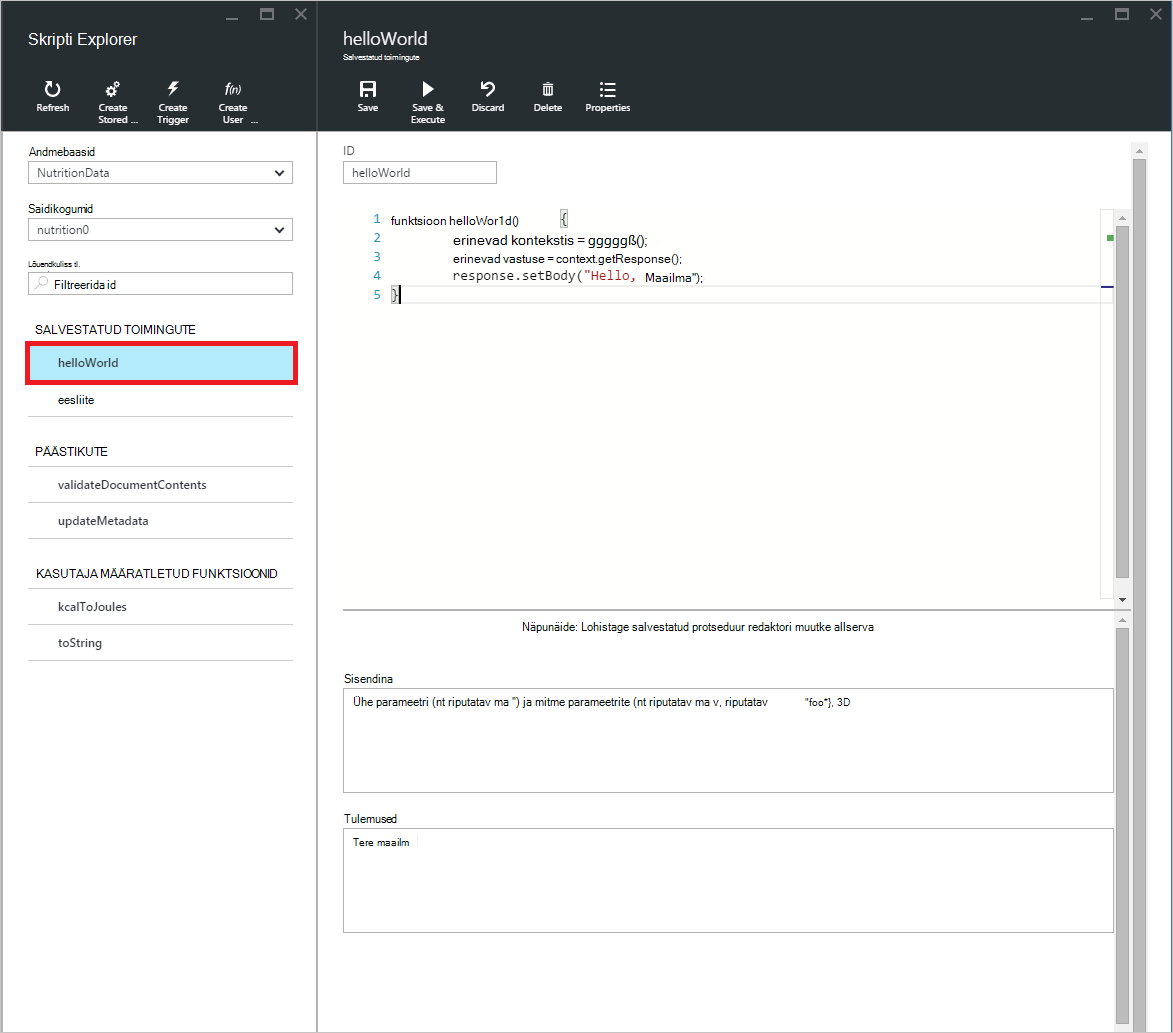 Skripti Explorer
Refresh
Create Stored ...
Create Trigger
Create User ...
f(n)
Andmebaasid
NutritionData
Saidikogumid
nutrition0
Lõuendkuliss tl.
Filtreerida id
SALVESTATUD TOIMINGUTE
helloWorld
eesliite
PÄÄSTIKUTE
validateDocumentContents
updateMetadata
KASUTAJA MÄÄRATLETUD FUNKTSIOONID
kcalToJoules
toString
helloWorld
Salvestatud toimingute
Save
Save & Execute
Discard
Delete
Properties
ID
helloWorld
1 funktsioon helloWor1d() {
2 erinevad kontekstis = gggggß();
3 erinevad vastuse = context.getResponse();
4 response.setBody("Hello, Maailma");
5 }
Näpunäide: Lohistage salvestatud protseduur redaktori muutke allserva
Sisendina
Ühe parameetri (nt riputatav ma ") ja mitme parameetrite (nt riputatav ma v, riputatav "foo*}, 3D
Tulemused
Tere maailm